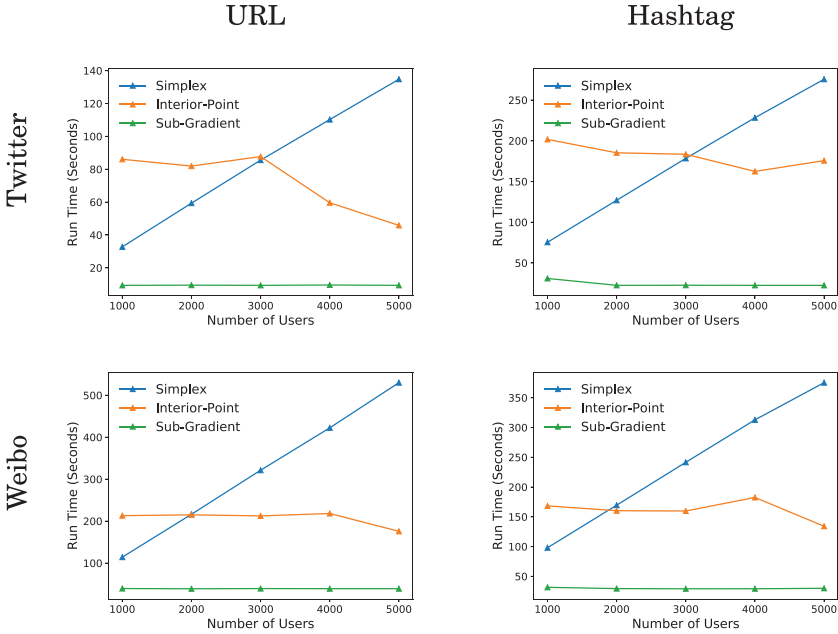 URL
Hashtag
Twitter
140
120
100
80
60
40
20
Run Time (Seconds)
Simplex
Interior-Point
Sub-Gradient
1000 2000 3000 4000 5000
Number of Users
250
200
150
100
50
Run Time (Seconds)
Simplex
Interior-Point
Sub-Gradient
1000 2000 3000 4000 5000
Number of Users
Weibo
500
400
300
200
100
Run Time (Seconds)
Simplex
Interior-Point
Sub-Gradient
1000 2000 3000 4000 5000
Number of Users
350
300
250
200
150
100
50
Run Time (Seconds)
Simplex
Interior-Point
Sub-Gradient
1000 2000 3000 4000 5000
Number of Users